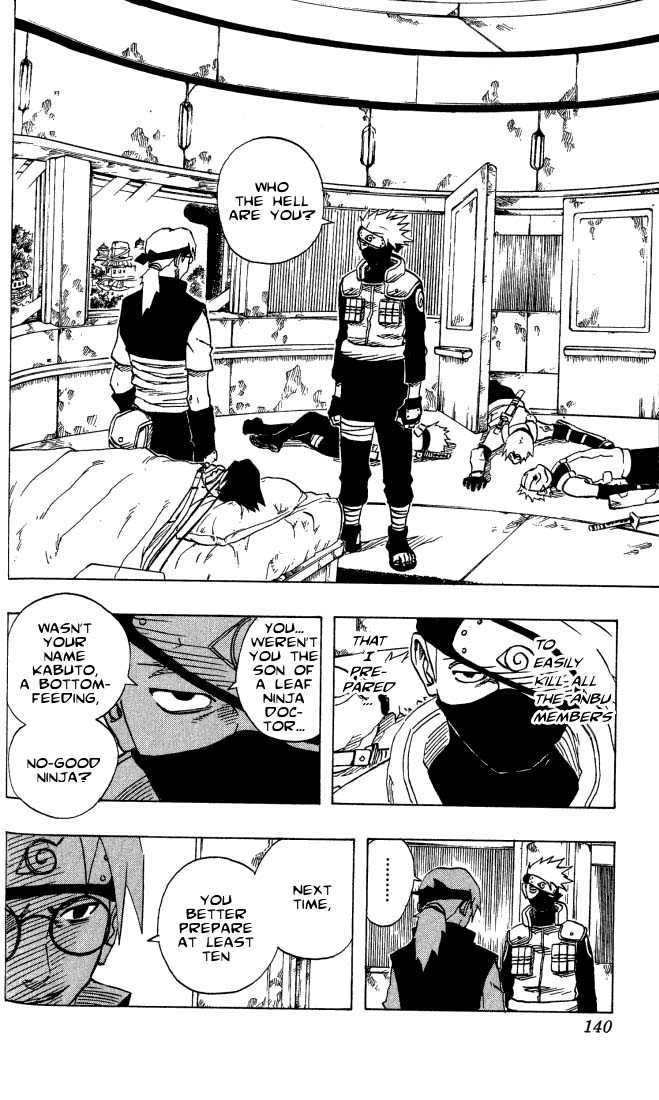 WHO
THE HELL
ARE YOU?
TO
EASILY
KILL ALL
THE ANBU
MEMBERS
THAT
I
PRE-
PARED
...
YOU...
WEREN'T
YOU THE
SON OF
A LEAF
NINJA
DOC-
TOR...
WASN'T
YOUR
NAME
KABUTO,
A BOTTOM-
FEEDING,
NO-GOOD
NINJA?
.........
NEXT
TIME,
YOU
BETTER
PREPARE
AT LEAST
TEN
140